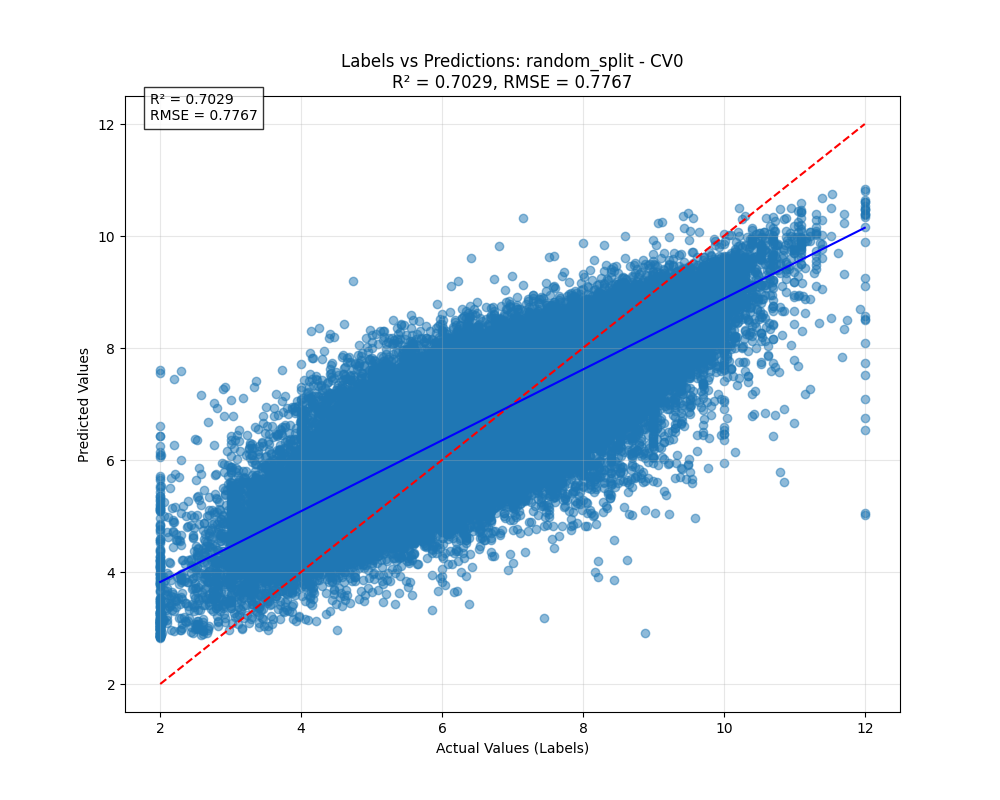 Labels vs Predictions: random_split - CV0
R² = 0.7029, RMSE = 0.7767
R² = 0.7029
RMSE = 0.7767
12
10
8
6
4
2
Predicted Values
2 4 6 8 10 12
Actual Values (Labels)